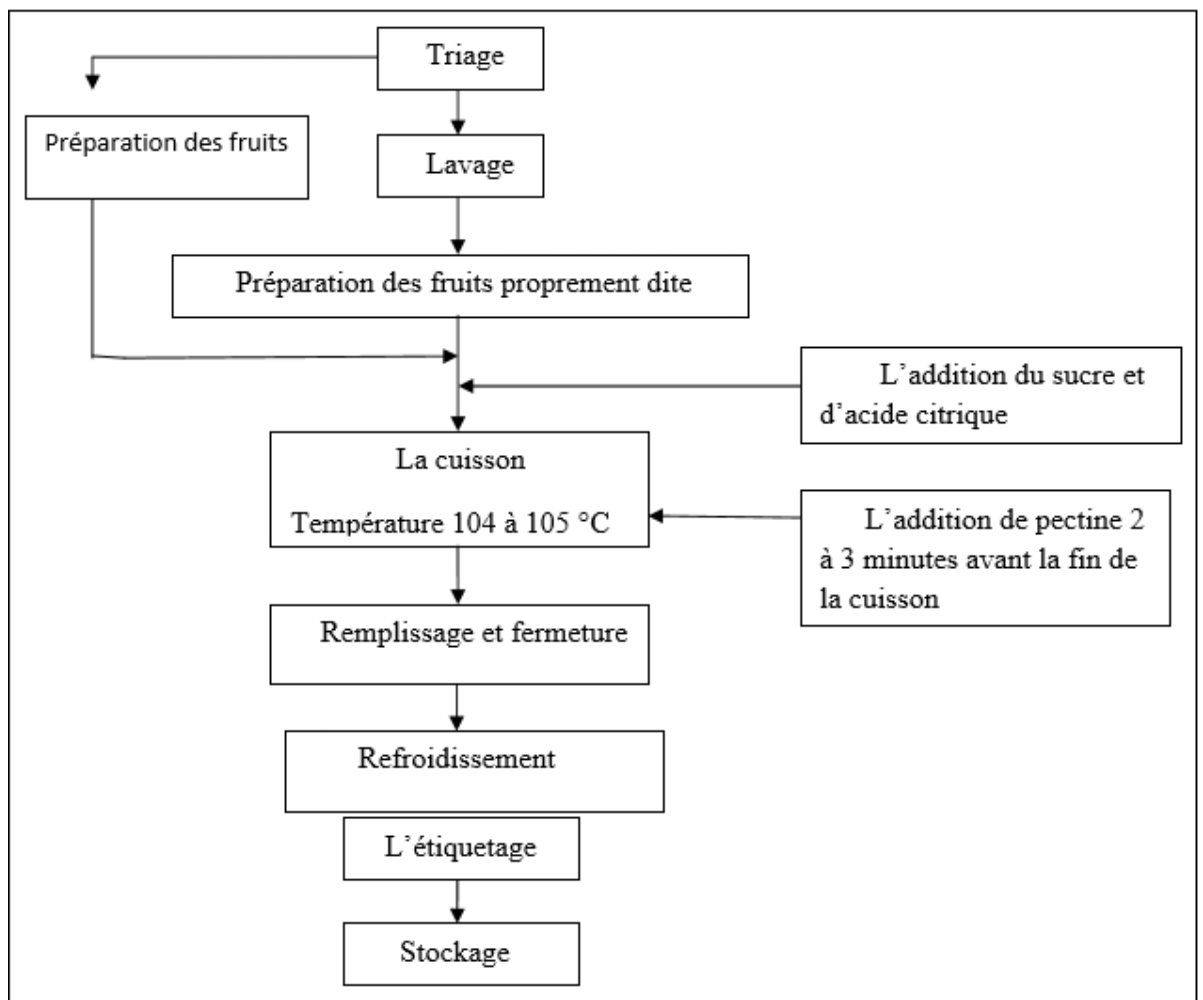 Triage
Préparation des fruits
Lavage
Préparation des fruits proprement dite
L’addition du sucre et
d’acide citrique
La cuisson
Température 104 à 105 °C
L’addition de pectine 2
à 3 minutes avant la fin de
la cuisson
Remplissage et fermeture
Refroidissement
L’étiquetage
Stockage